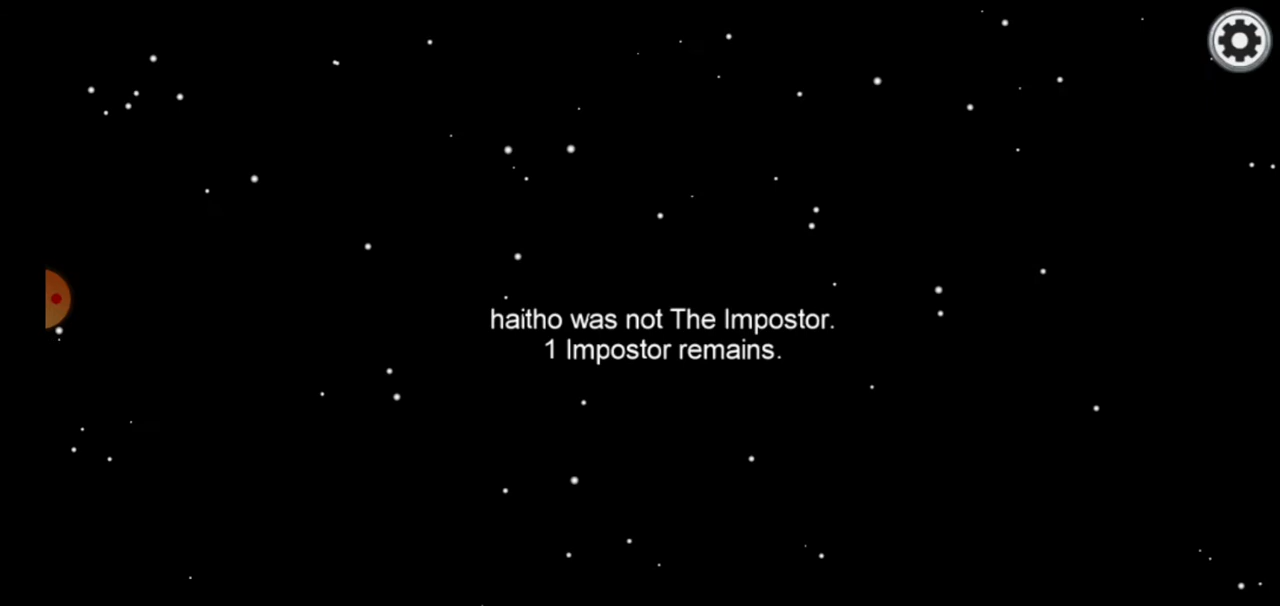 haitho was not The Impostor.
1 Impostor remains.